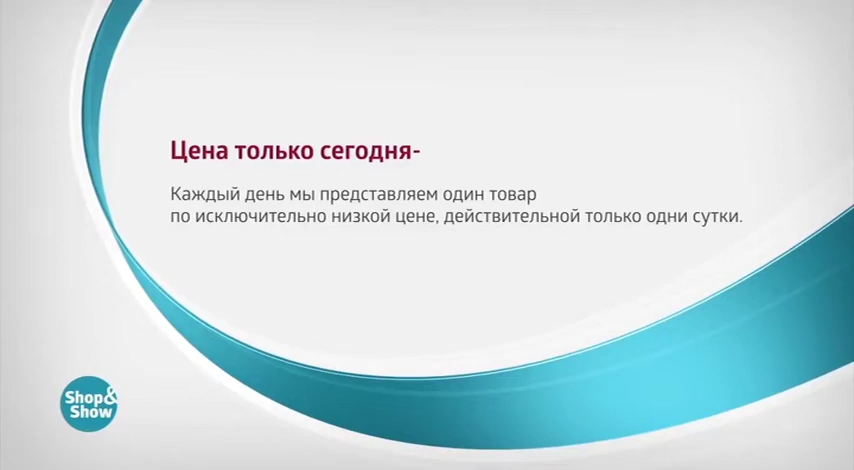 Цена только сегодня-
Каждый день мы представляем один товар
по исключительно низкой цене, действительной только одни сутки.
Shop&
Show